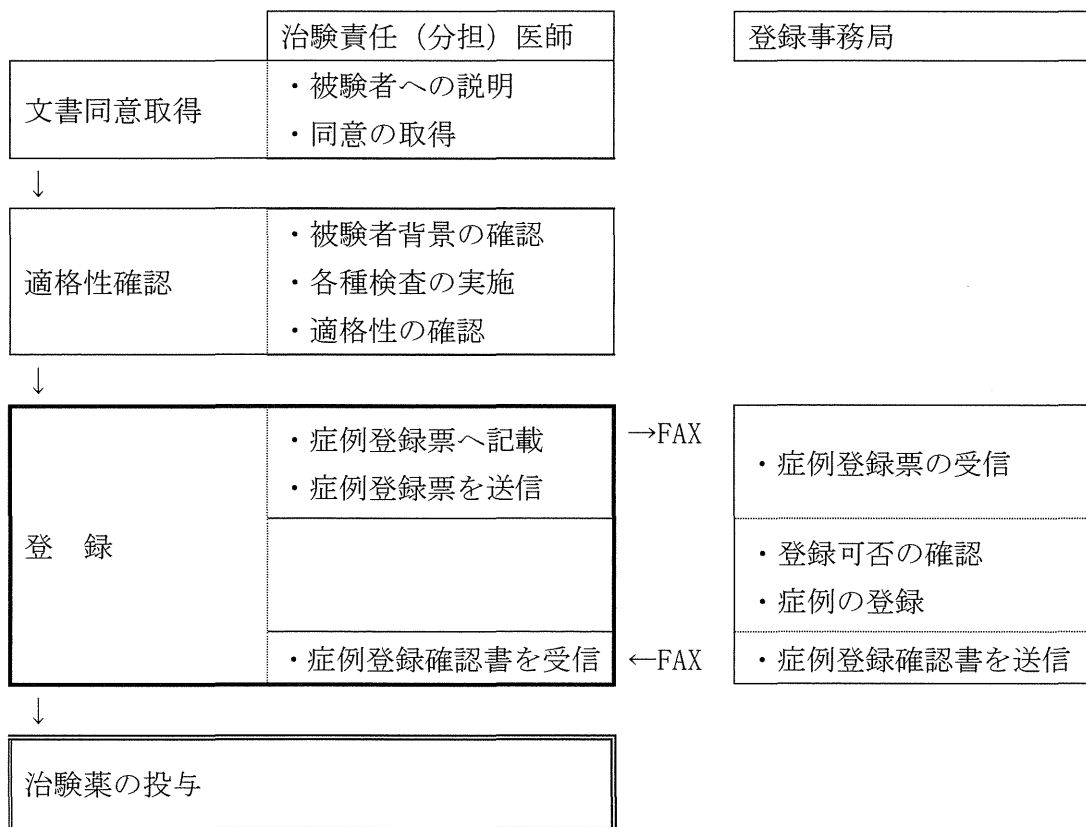 治験責任（分担）医師
登録事務局
文書同意取得
・被験者への説明
・同意の取得
↓
適格性確認
・被験者背景の確認
・各種検査の実施
・適格性の確認
↓
登　録
・症例登録票へ記載
・症例登録票を送信
→FAX
・症例登録票の受信
・登録可否の確認
・症例の登録
・症例登録確認書を受信
←FAX
・症例登録確認書を送信
↓
治験薬の投与